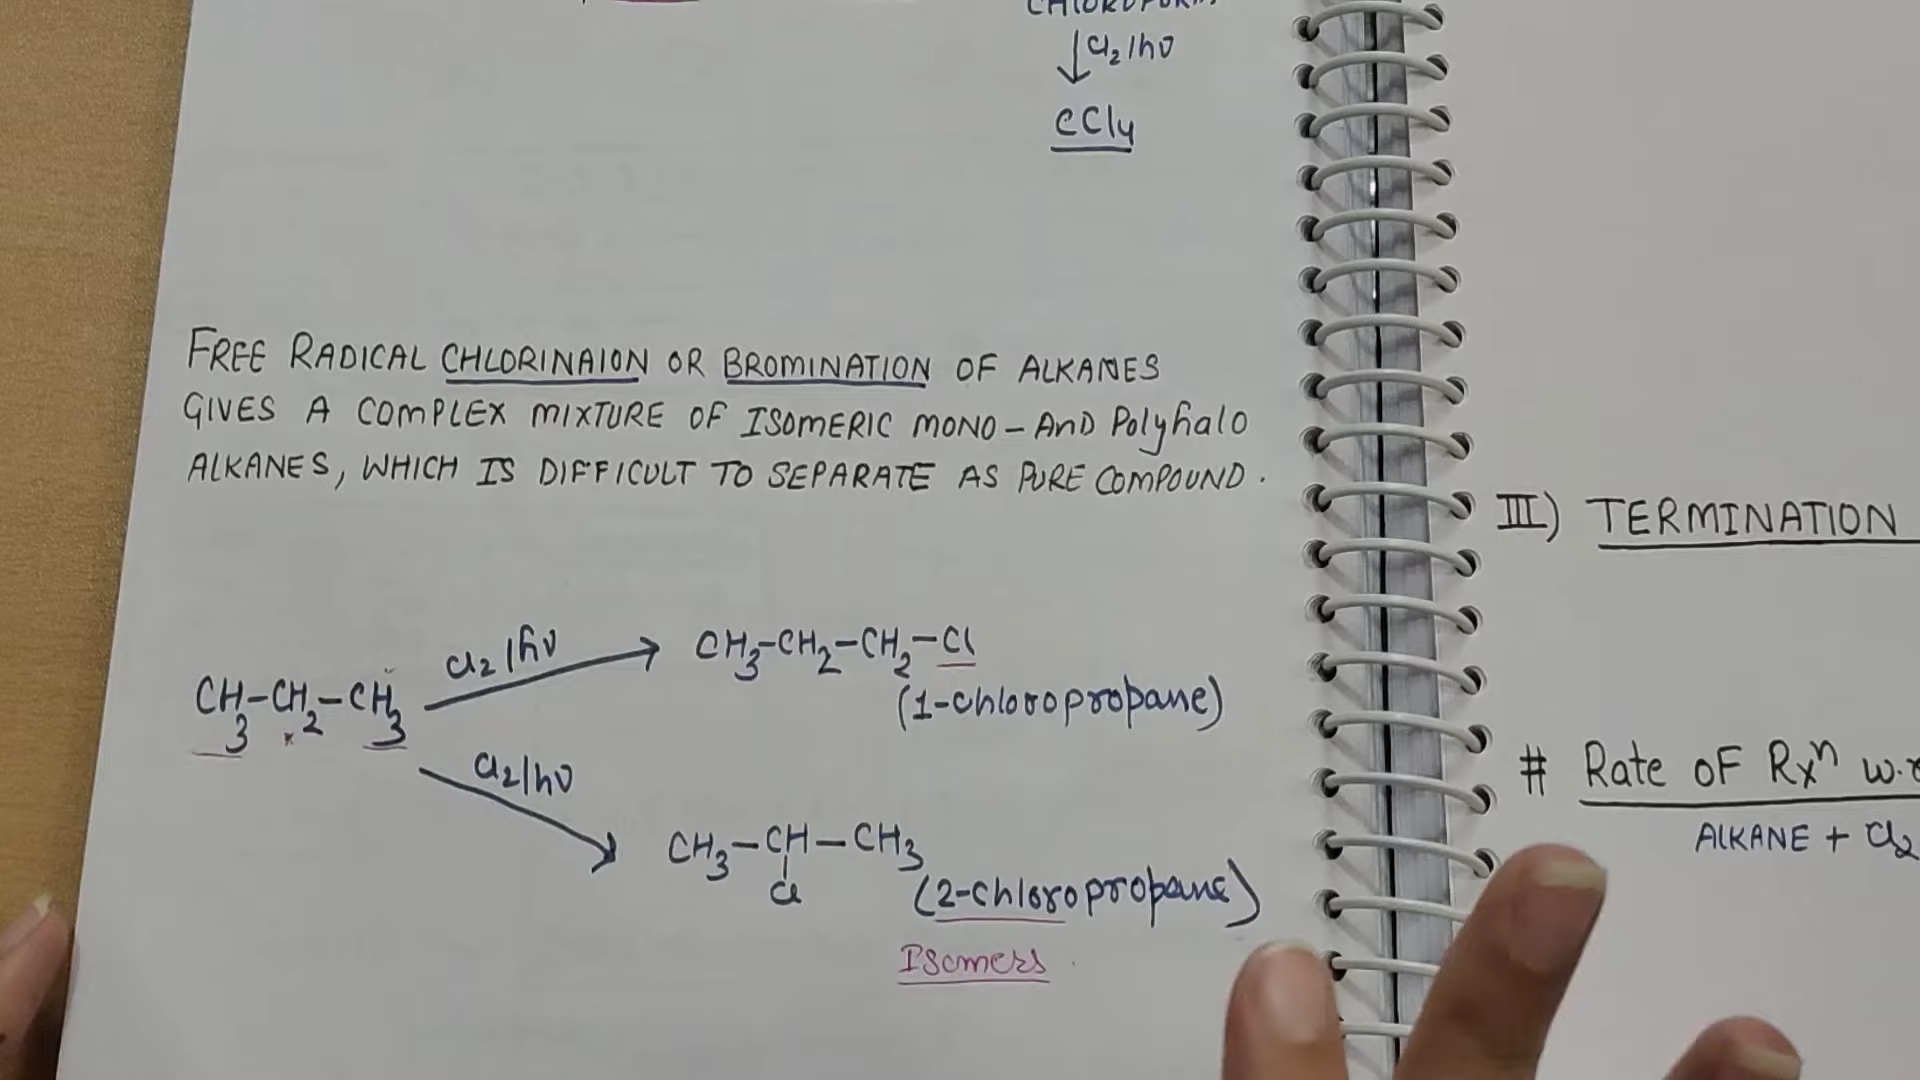 Cl₂/hν
CCl₄
FREE RADICAL CHLORINAION OR BROMINATION OF ALKANES
GIVES A COMPLEX MIXTURE OF ISOMERIC MONO - AND Polyhalo
ALKANES, WHICH IS DIFFICULT TO SEPARATE AS PURE COMPOUND.
Cl₂/hν CH₃-CH₂-CH₂-Cl
CH₃-CH₂-CH₃ (1-chloropropane)
Cl₂/hν
CH₃-CH-CH₃
Cl (2-chloropropane)
Isomers
III) TERMINATION
# Rate OF Rxⁿ
ALKANE + Cl₂